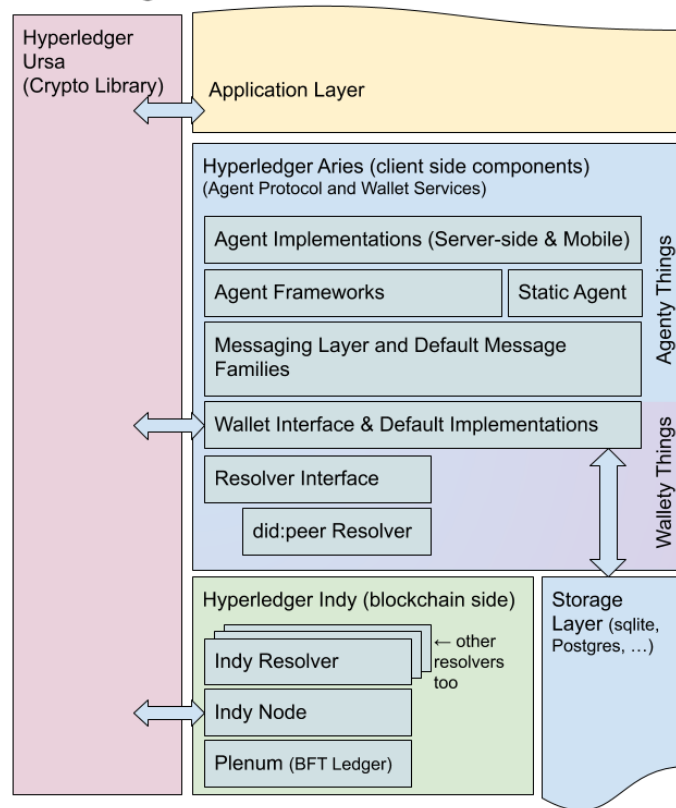 Hyperledger
Ursa
(Crypto Library)
Application Layer
Hyperledger Aries (client side components)
(Agent Protocol and Wallet Services)
Agent Implementations (Server-side & Mobile)
Agent Frameworks
Static Agent
Messaging Layer and Default Message
Families
Wallet Interface & Default Implementations
Resolver Interface
did:peer Resolver
Agenty Things
Wallety Things
Hyperledger Indy (blockchain side)
Indy Resolver
← other
resolvers
too
Indy Node
Plenum (BFT Ledger)
Storage
Layer (sqlite,
Postgres, …)